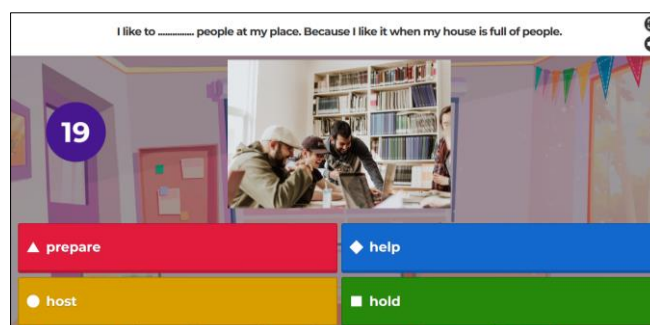 I like to .............. people at my place. Because I like it when my house is full of people.
19
prepare
help
host
hold